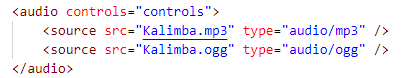 <audio controls="controls">
    <source src="Kalimba.mp3" type="audio/mp3" />
    <source src="Kalimba.ogg" type="audio/ogg" />
</audio>